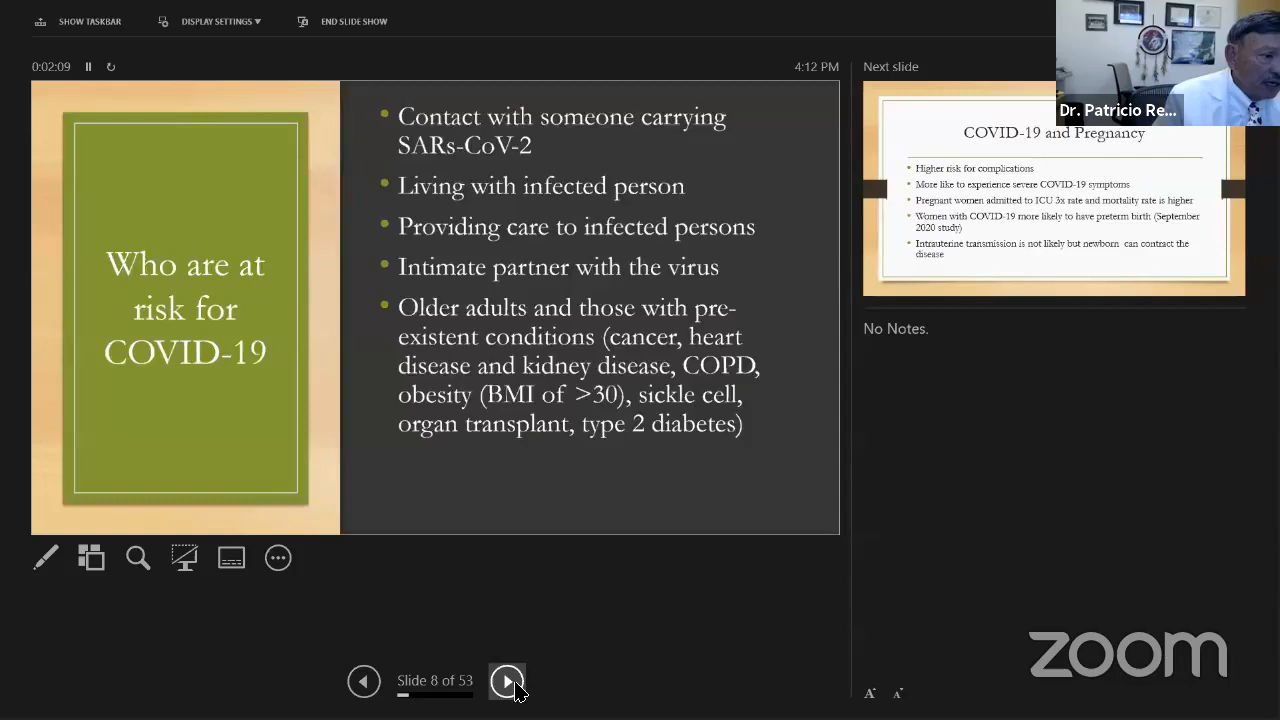 SHOW TASKBAR
DISPLAY SETTINGS
END SLIDE SHOW
0:02:09
4:12 PM
Who are at
risk for
COVID-19
• Contact with someone carrying
SARs-CoV-2
• Living with infected person
• Providing care to infected persons
• Intimate partner with the virus
• Older adults and those with pre-
existent conditions (cancer, heart
disease and kidney disease, COPD,
obesity (BMI of >30), sickle cell,
organ transplant, type 2 diabetes)
Slide 8 of 53
Next slide
Dr. Patricio Re...
COVID-19 and Pregnancy
• Higher risk for complications
• More like to experience severe COVID-19 symptoms
• Pregnant women admitted to ICU 3x rate and mortality rate is higher
• Women with COVID-19 more likely to have preterm birth (September
2020 study)
• Intrauterine transmission is not likely but newborn can contract the
disease
No Notes.
A A
zoom